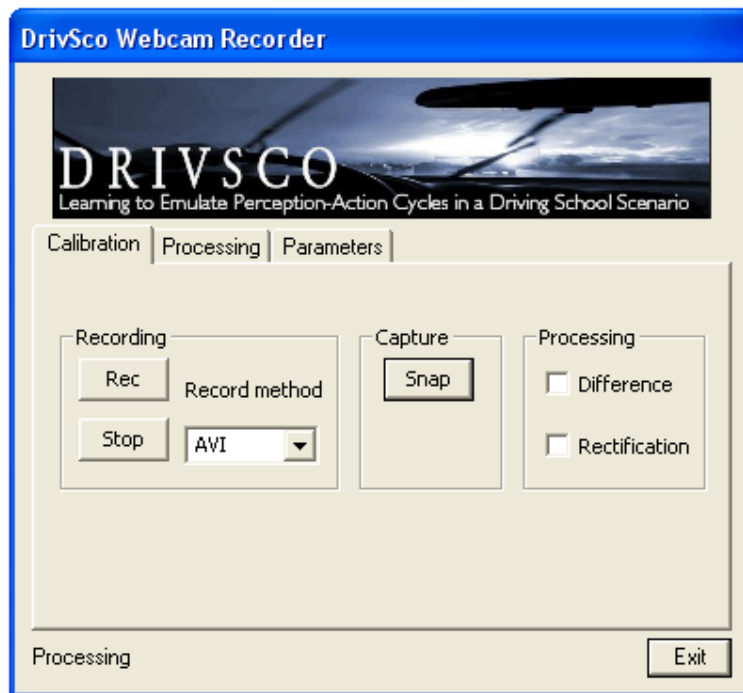 DrivSco Webcam Recorder
DRIVSCO
Learning to Emulate Perception-Action Cycles in a Driving School Scenario
Calibration Processing Parameters
Recording
Rec
Record method
Stop
AVI
Capture
Snap
Processing
Difference
Rectification
Processing
Exit